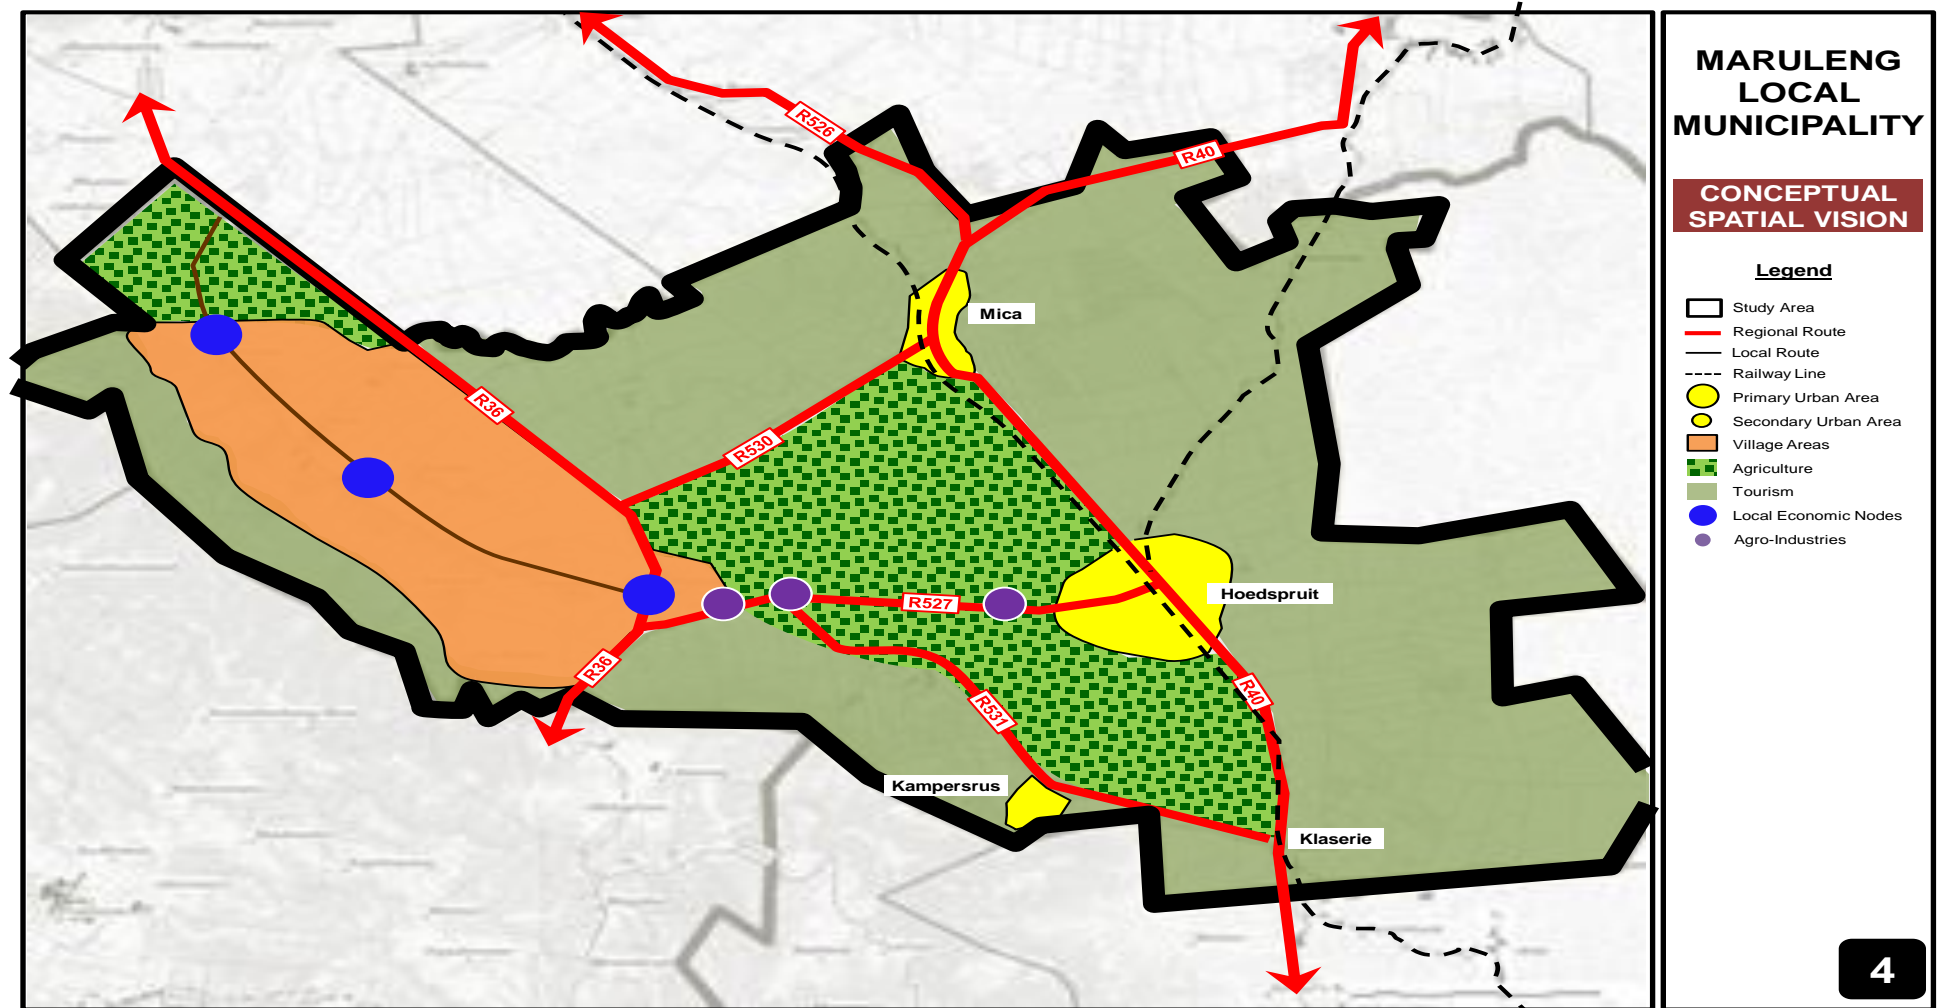 R526
R40
Mica
R36
R530
Hoedspruit
R527
R36
R531
R40
Kampersrus
Klaserie
MARULENG
LOCAL
MUNICIPALITY
CONCEPTUAL
SPATIAL VISION
Legend
Study Area
Regional Route
Local Route
Railway Line
Primary Urban Area
Secondary Urban Area
Village Areas
Agriculture
Tourism
Local Economic Nodes
Agro-Industries
4